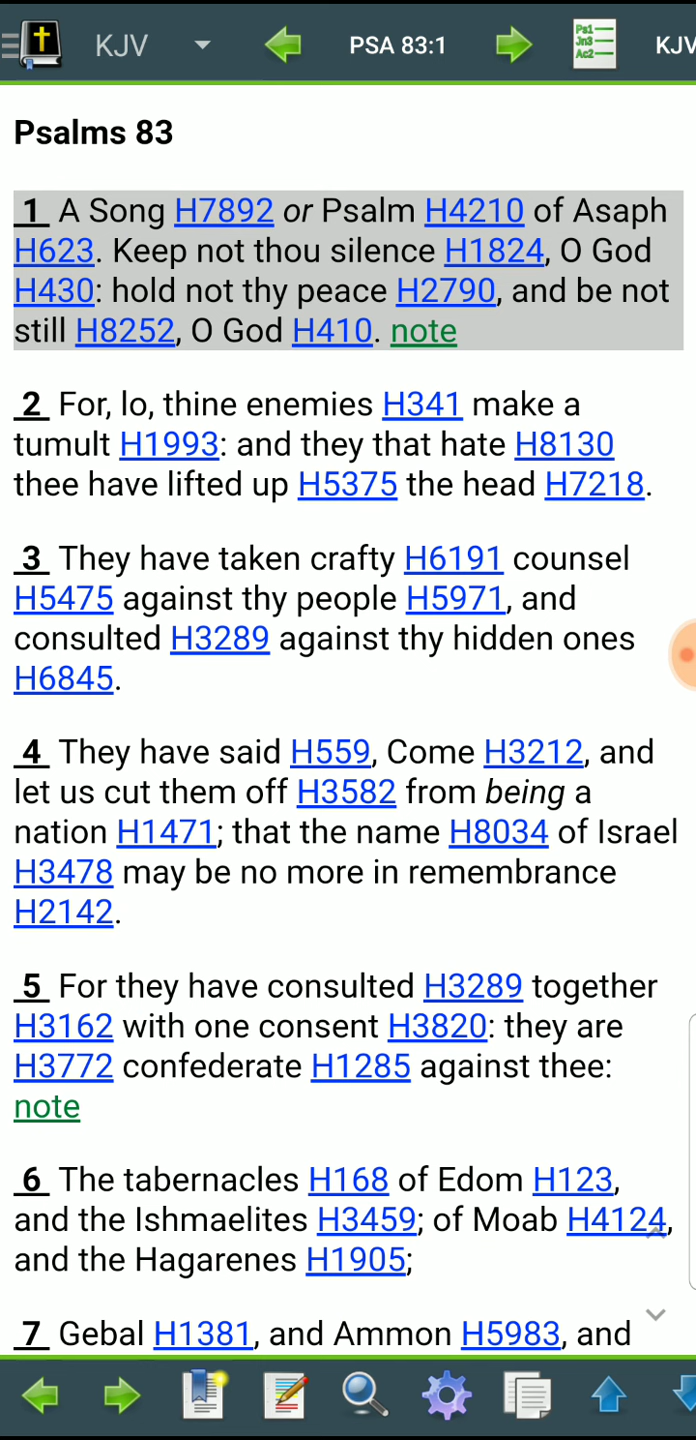 KJV
PSA 83:1
Ps1
Jn3
Ac2
KJV
Psalms 83
1 A Song H7892 or Psalm H4210 of Asaph
H623. Keep not thou silence H1824, O God
H430: hold not thy peace H2790, and be not
still H8252, O God H410. note
2 For, lo, thine enemies H341 make a
tumult H1993: and they that hate H8130
thee have lifted up H5375 the head H7218.
3 They have taken crafty H6191 counsel
H5475 against thy people H5971, and
consulted H3289 against thy hidden ones
H6845.
4 They have said H559, Come H3212, and
let us cut them off H3582 from being a
nation H1471; that the name H8034 of Israel
H3478 may be no more in remembrance
H2142.
5 For they have consulted H3289 together
H3162 with one consent H3820: they are
H3772 confederate H1285 against thee:
note
6 The tabernacles H168 of Edom H123,
and the Ishmaelites H3459; of Moab H4124,
and the Hagarenes H1905;
7 Gebal H1381, and Ammon H5983, and